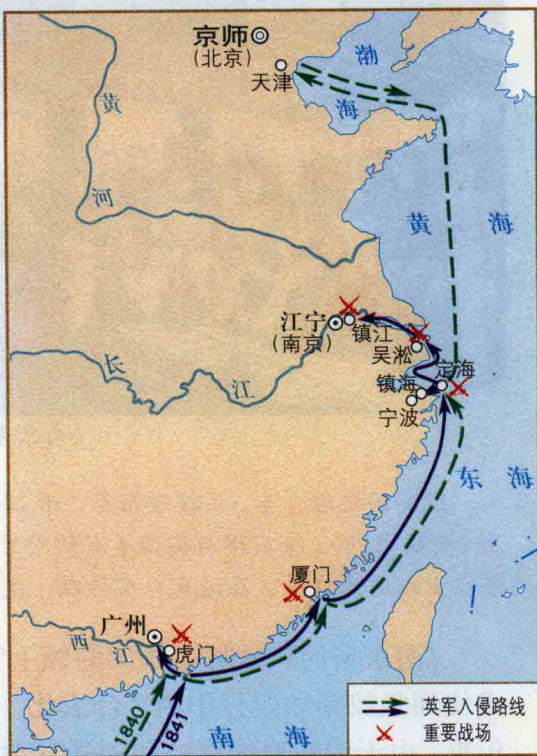 京师
(北京)
天津
渤
海
黄
河
黄 海
江宁
(南京)
镇江
吴淞
长
江
镇海
定海
宁波
东 海
厦门
广州
虎门
西
江
1840
1841
南 海
英军入侵路线
重要战场